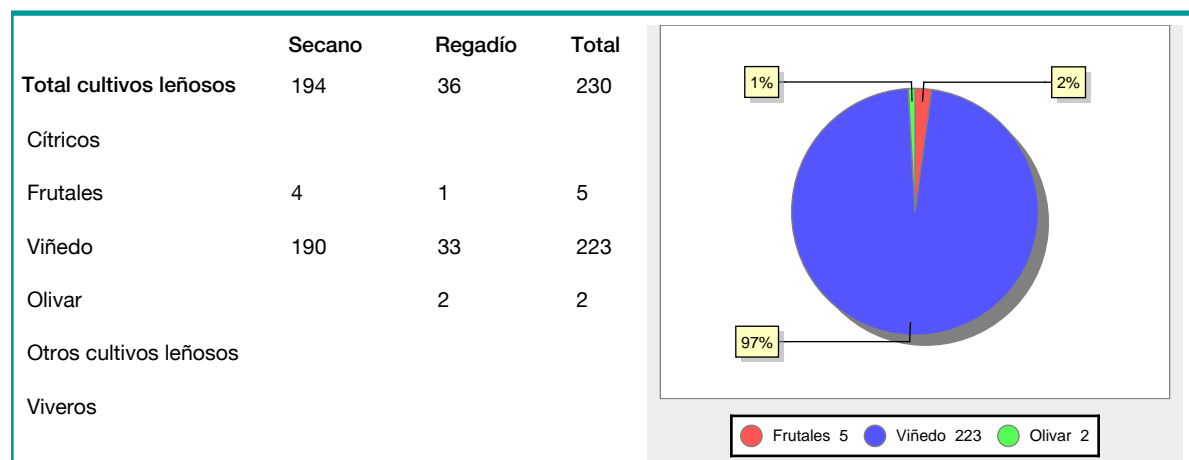 Secano Regadío Total
Total cultivos leñosos 194 36 230
Cítricos
Frutales 4 1 5
Viñedo 190 33 223
Olivar 2 2
Otros cultivos leñosos
Viveros
1% 2%
97%
Frutales 5 Viñedo 223 Olivar 2